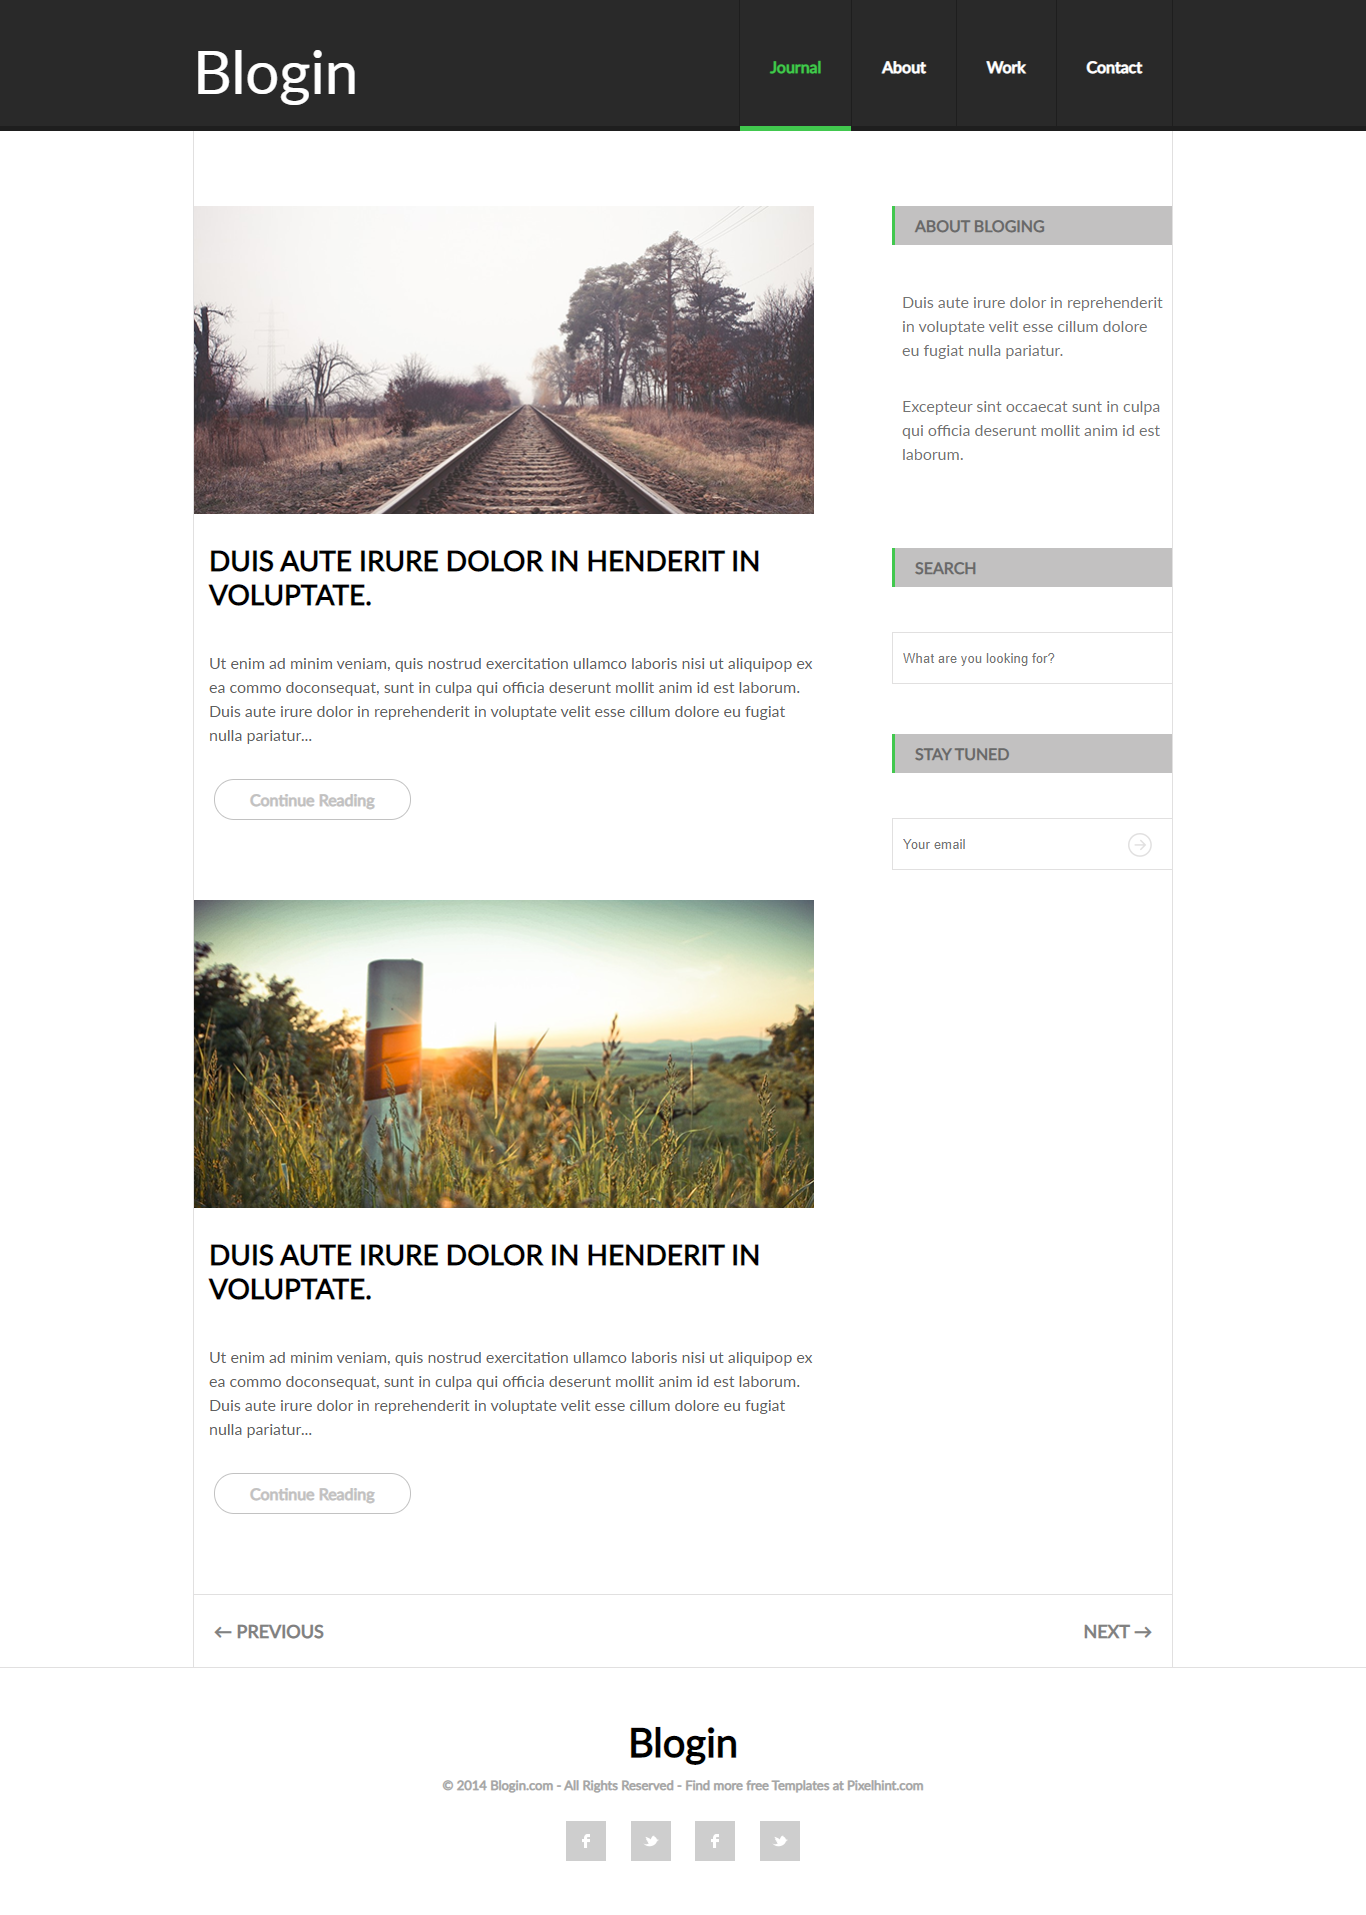 Blogin
Journal
About
Work
Contact
DUIS AUTE IRURE DOLOR IN HENDERIT IN
VOLUPTATE.
Ut enim ad minim veniam, quis nostrud exercitation ullamco laboris nisi ut aliquipop ex
ea commo doconsequat, sunt in culpa qui officia deserunt mollit anim id est laborum.
Duis aute irure dolor in reprehenderit in voluptate velit esse cillum dolore eu fugiat
nulla pariatur...
Continue Reading
DUIS AUTE IRURE DOLOR IN HENDERIT IN
VOLUPTATE.
Ut enim ad minim veniam, quis nostrud exercitation ullamco laboris nisi ut aliquipop ex
ea commo doconsequat, sunt in culpa qui officia deserunt mollit anim id est laborum.
Duis aute irure dolor in reprehenderit in voluptate velit esse cillum dolore eu fugiat
nulla pariatur...
Continue Reading
ABOUT BLOGING
Duis aute irure dolor in reprehenderit
in voluptate velit esse cillum dolore
eu fugiat nulla pariatur.
Excepteur sint occaecat sunt in culpa
qui officia deserunt mollit anim id est
laborum.
SEARCH
What are you looking for?
STAY TUNED
Your email
← PREVIOUS
NEXT →
Blogin
© 2014 Blogin.com - All Rights Reserved - Find more free Templates at Pixelhint.com